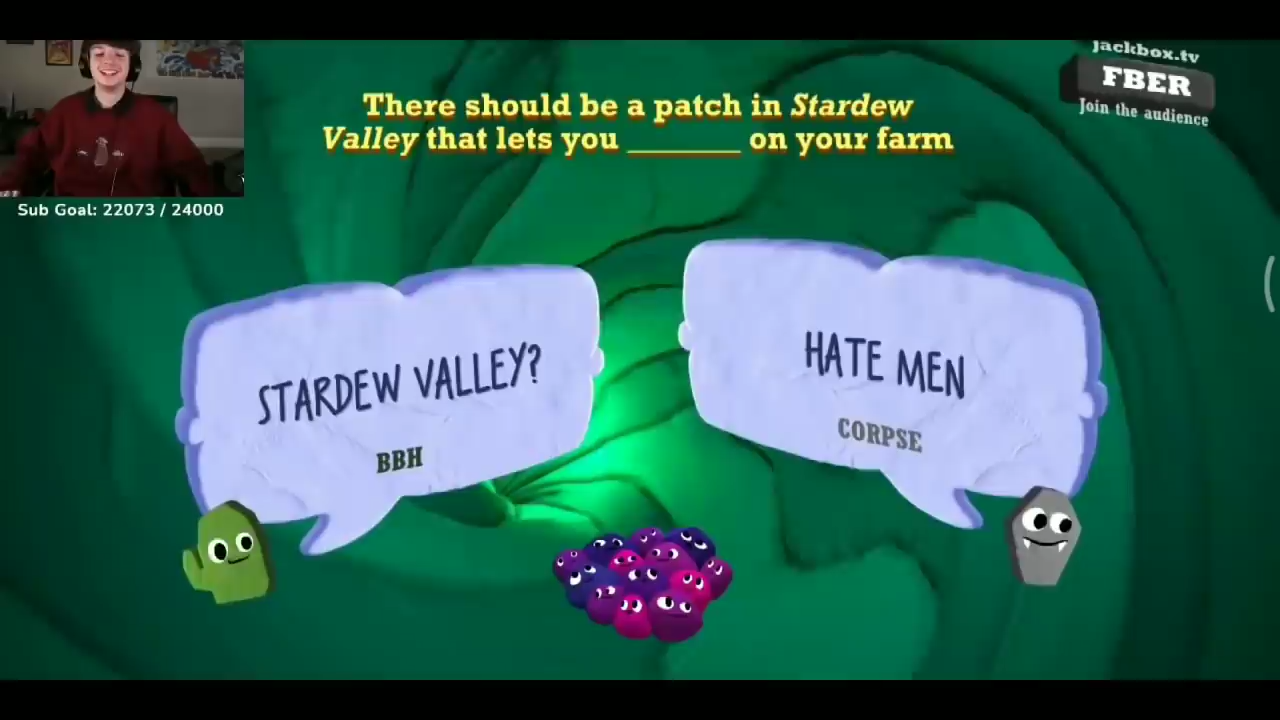 jackbox.tv
FBER
Join the audience
There should be a patch in Stardew
Valley that lets you ______ on your farm
Sub Goal: 22073 / 24000
STARDEW VALLEY?
BBH
HATE MEN
CORPSE